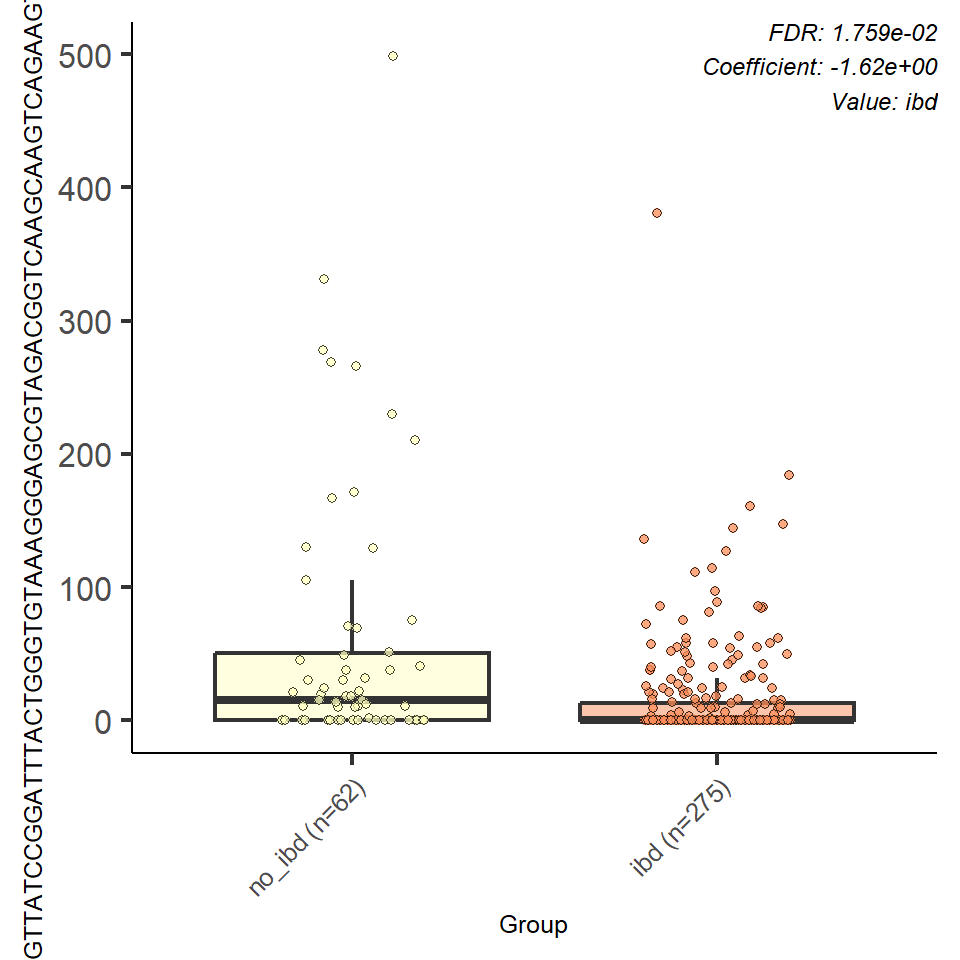 FDR: 1.759e-02
Coefficient: -1.62e+00
Value: ibd
GTTATCCGGATTTACTGGGTGTAAAGGGAGCGTAGACGGTCAAGCAAGTCAGAAGT
500
400
300
200
100
0
no_ibd (n=62)
ibd (n=275)
Group